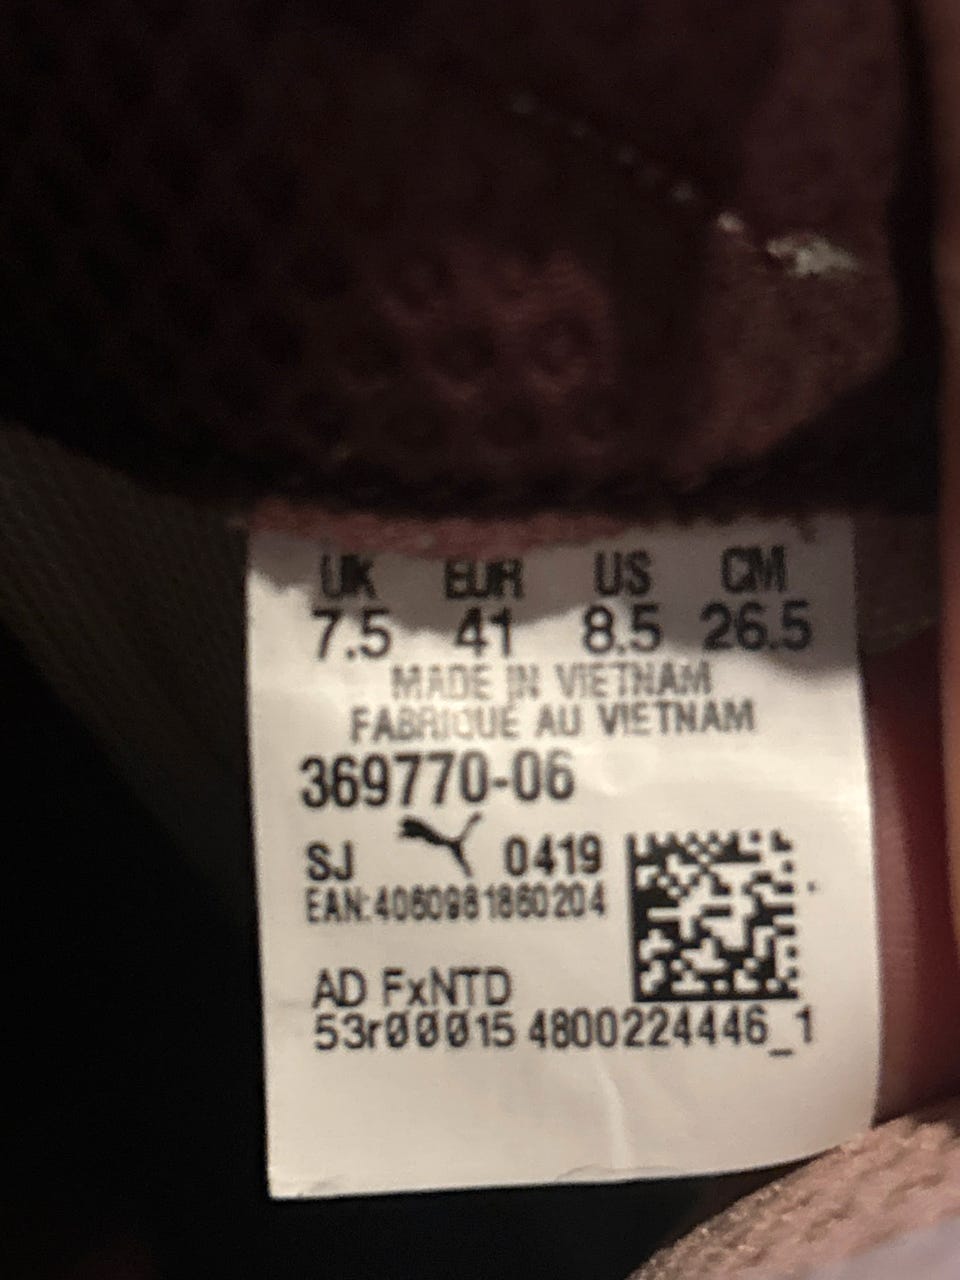 UK EUR US CM
7.5 41 8.5 26.5
MADE IN VIETNAM
FABRIQUÉ AU VIETNAM
369770-06
SJ 0419
EAN:4060981860204
AD FxNTD
53r00015 4800224446_1